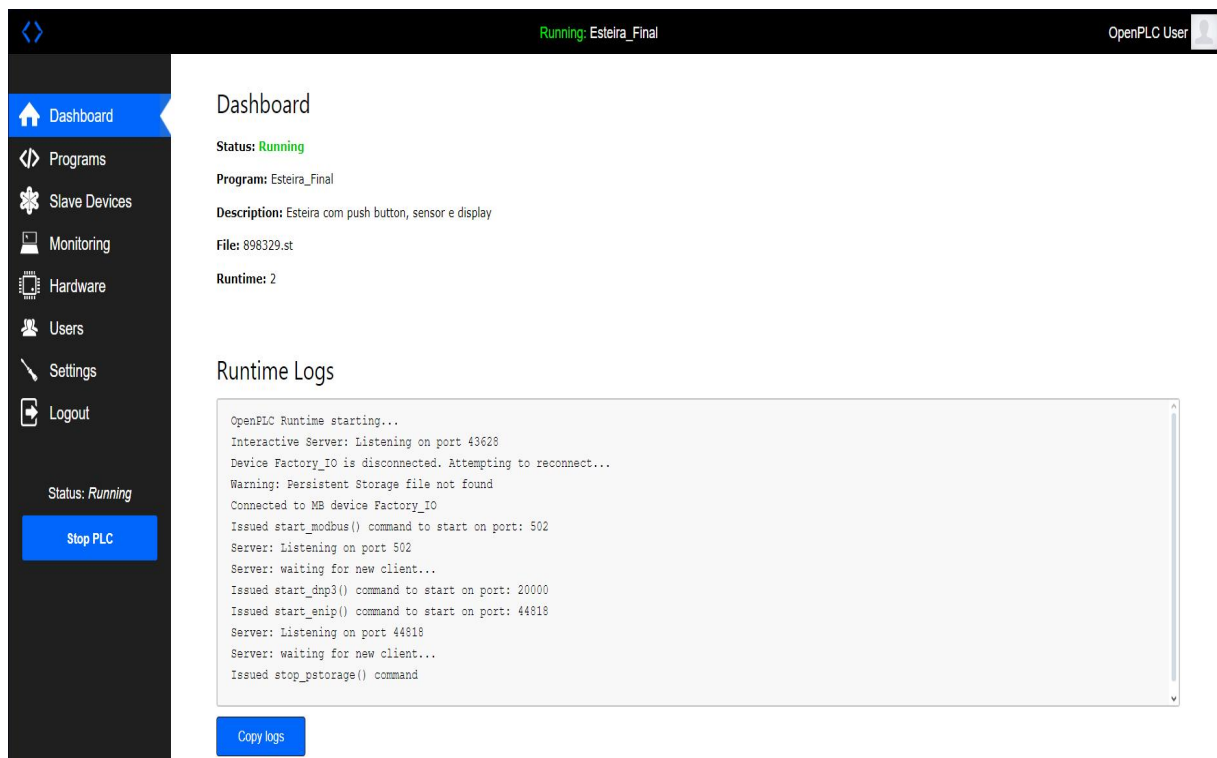 Running: Esteira_Final
OpenPLC User
Dashboard
Programs
Slave Devices
Monitoring
Hardware
Users
Settings
Logout
Status: Running
Stop PLC
Dashboard
Status: Running
Program: Esteira_Final
Description: Esteira com push button, sensor e display
File: 898329.st
Runtime: 2
Runtime Logs
OpenPLC Runtime starting...
Interactive Server: Listening on port 43628
Device Factory_IO is disconnected. Attempting to reconnect...
Warning: Persistent Storage file not found
Connected to MB device Factory_IO
Issued start_modbus() command to start on port: 502
Server: Listening on port 502
Server: waiting for new client...
Issued start_dnp3() command to start on port: 20000
Issued start_enip() command to start on port: 44818
Server: Listening on port 44818
Server: waiting for new client...
Issued stop_pstorage() command
Copy logs